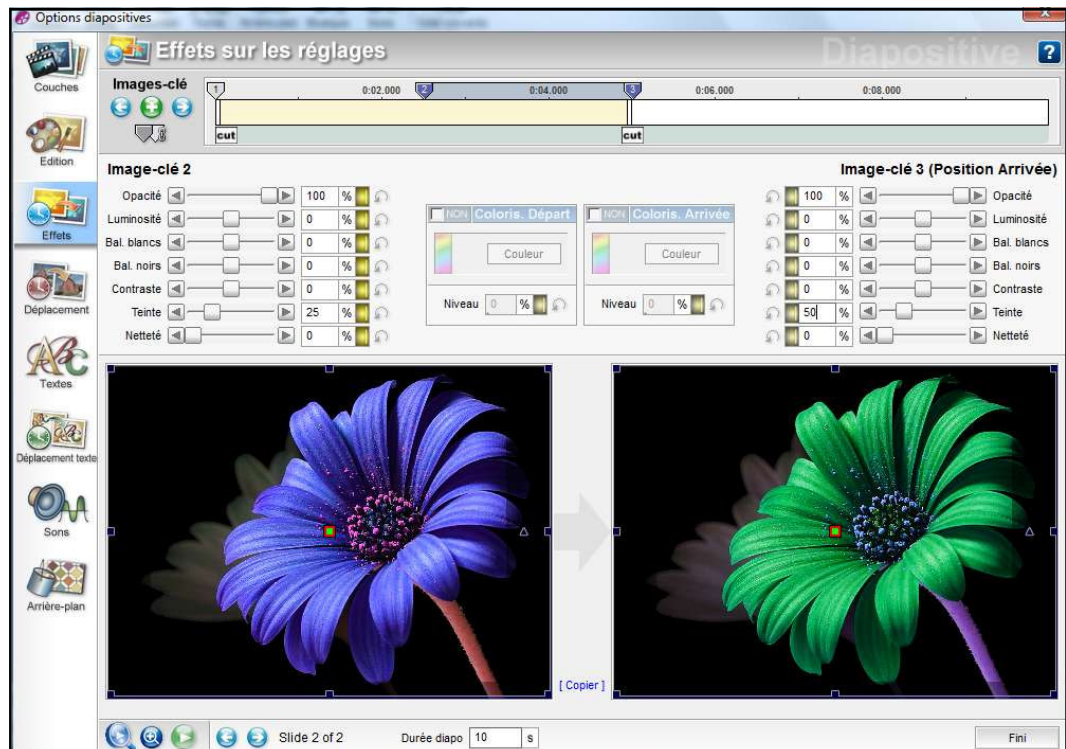 Options diapositives
X
Effets sur les réglages
Diapositive
?
Couches
Edition
Effets
Déplacement
Textes
Déplacement texte
Sons
Arrière-plan
Images-clé
1
0:02.000
2
0:04.000
3
0:06.000
0:08.000
cut
cut
Image-clé 2
Opacité 100 %
Luminosité 0 %
Bal. blancs 0 %
Bal. noirs 0 %
Contraste 0 %
Teinte 25 %
Netteté 0 %
NON Coloris. Départ
Couleur
Niveau 0 %
NON Coloris. Arrivée
Couleur
Niveau 0 %
Image-clé 3 (Position Arrivée)
100 % Opacité
0 % Luminosité
0 % Bal. blancs
0 % Bal. noirs
0 % Contraste
50 % Teinte
0 % Netteté
[ Copier ]
Slide 2 of 2
Durée diapo 10 s
Fini